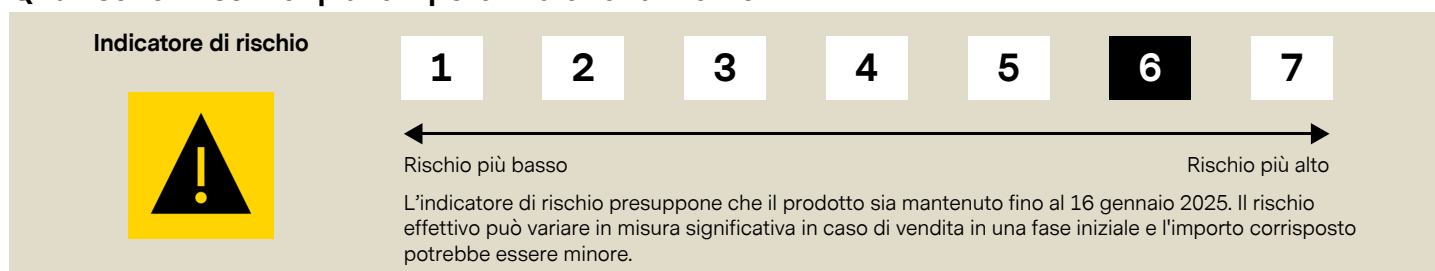 Indicatore di rischio
1 2 3 4 5 6 7
Rischio più basso Rischio più alto
L'indicatore di rischio presuppone che il prodotto sia mantenuto fino al 16 gennaio 2025. Il rischio
effettivo può variare in misura significativa in caso di vendita in una fase iniziale e l'importo corrisposto
potrebbe essere minore.